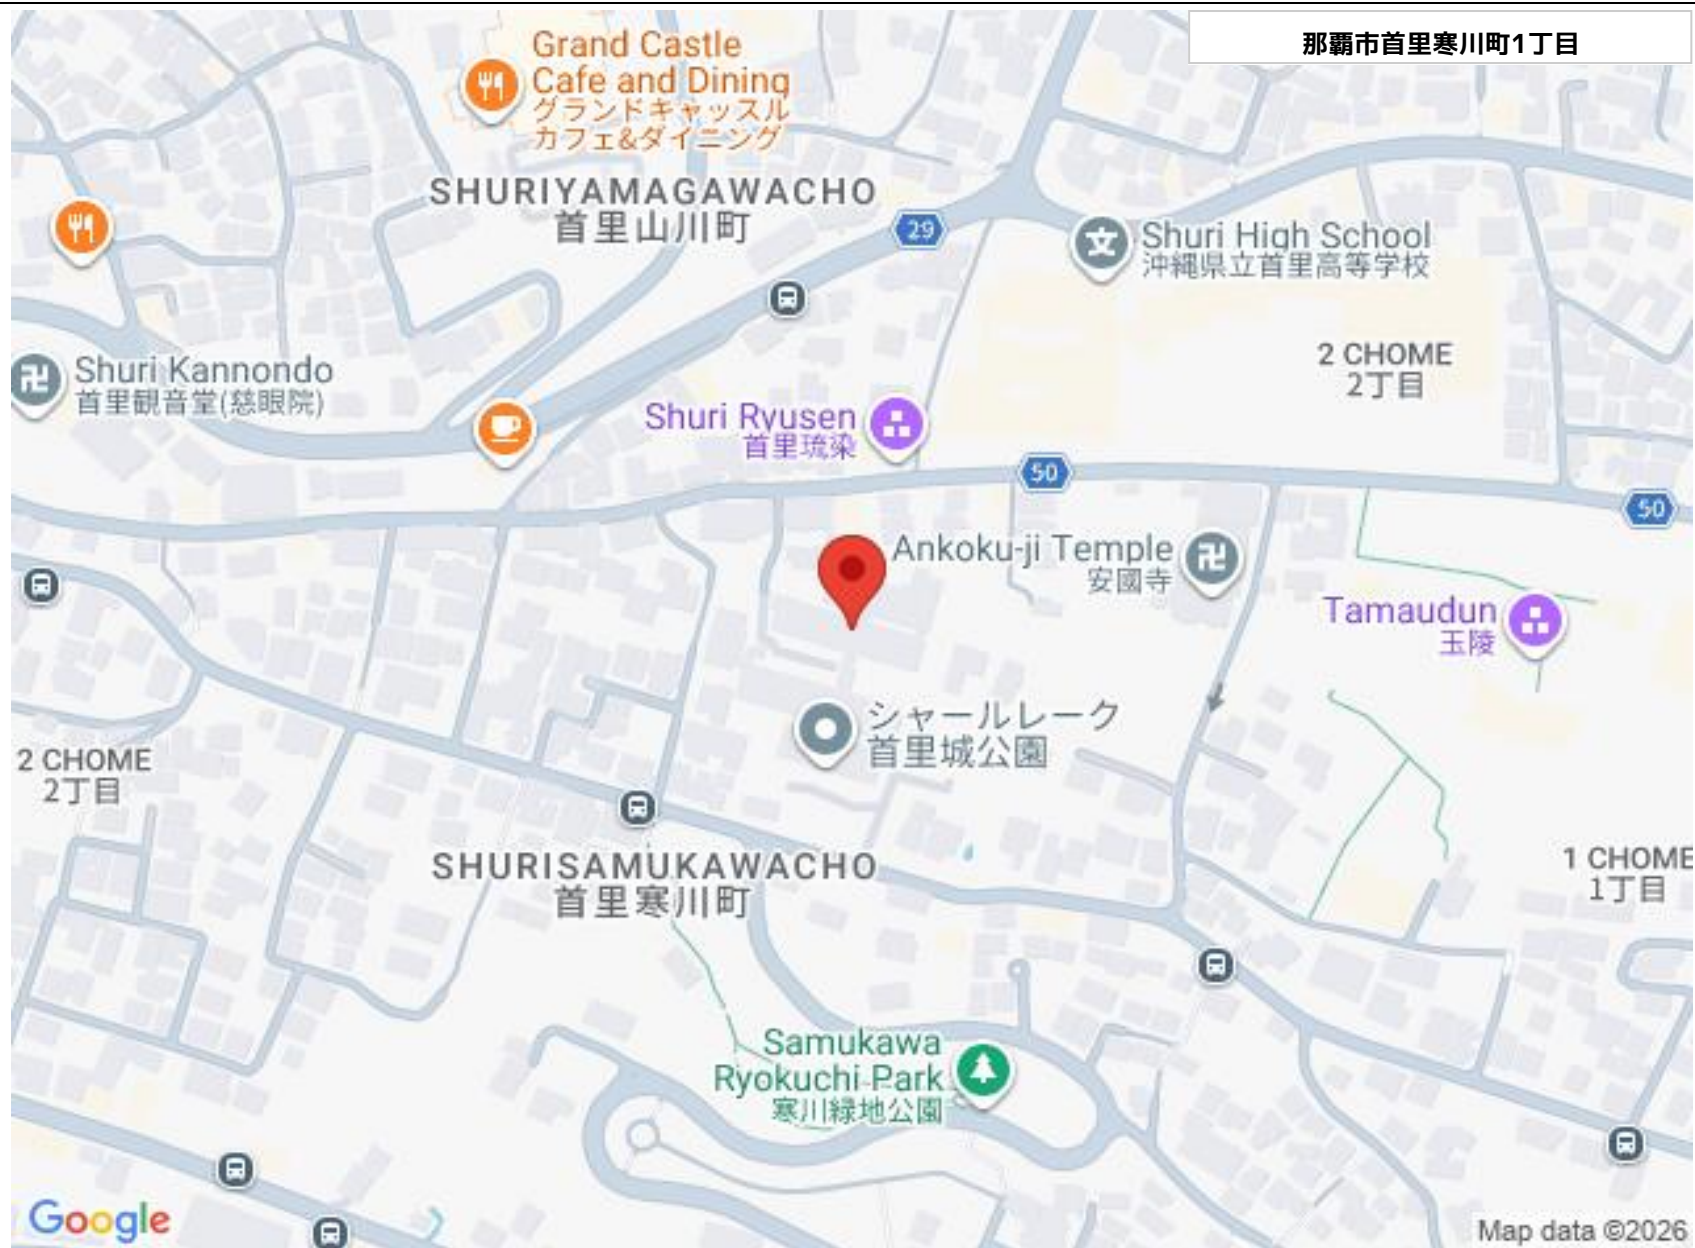 那覇市首里寒川町1丁目
Grand Castle
Cafe and Dining
グランドキャッスル
カフェ&ダイニング
SHURIYAMAGAWACHO
首里山川町
29
文
Shuri High School
沖縄県立首里高等学校
2 CHOME
2丁目
卍
Shuri Kannondo
首里観音堂(慈眼院)
Shuri Ryusen
首里琉染
50
50
Ankoku-ji Temple
安國寺
卍
Tamaudun
玉陵
シャールレーク
首里城公園
2 CHOME
2丁目
SHURISAMUKAWACHO
首里寒川町
1 CHOME
1丁目
Samukawa
Ryokuchi Park
寒川緑地公園
Google
Map data ©2026